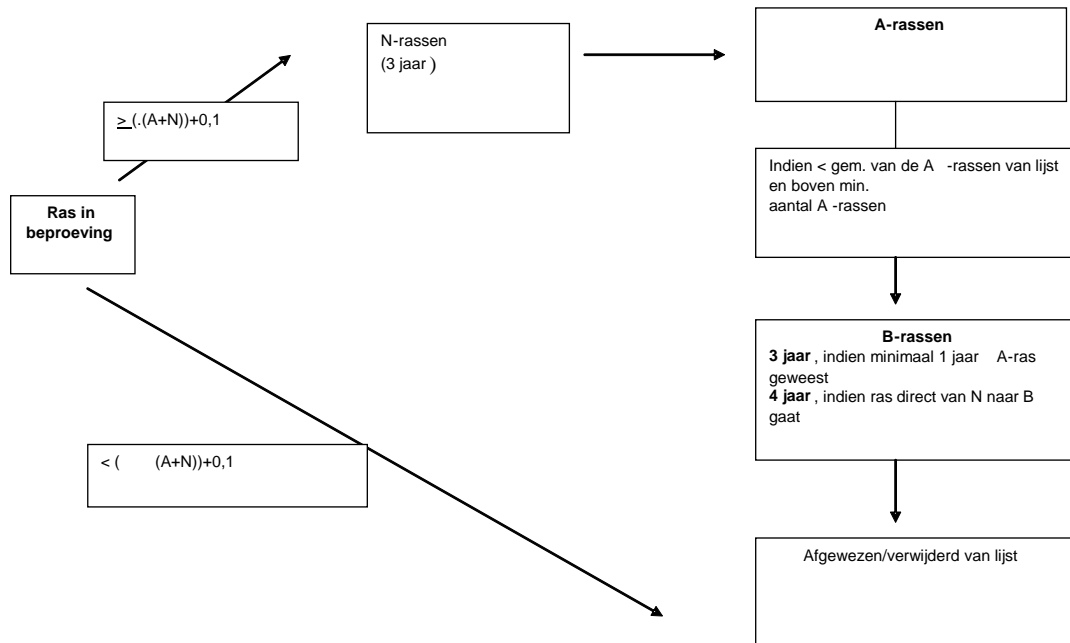 N-rassen
(3 jaar )
A-rassen
> (.(A+N))+0,1
Indien < gem. van de A -rassen van lijst
en boven min.
aantal A -rassen
Ras in
beproeving
B-rassen
3 jaar , indien minimaal 1 jaar A-ras
geweest
4 jaar , indien ras direct van N naar B
gaat
< ( (A+N))+0,1
Afgewezen/verwijderd van lijst